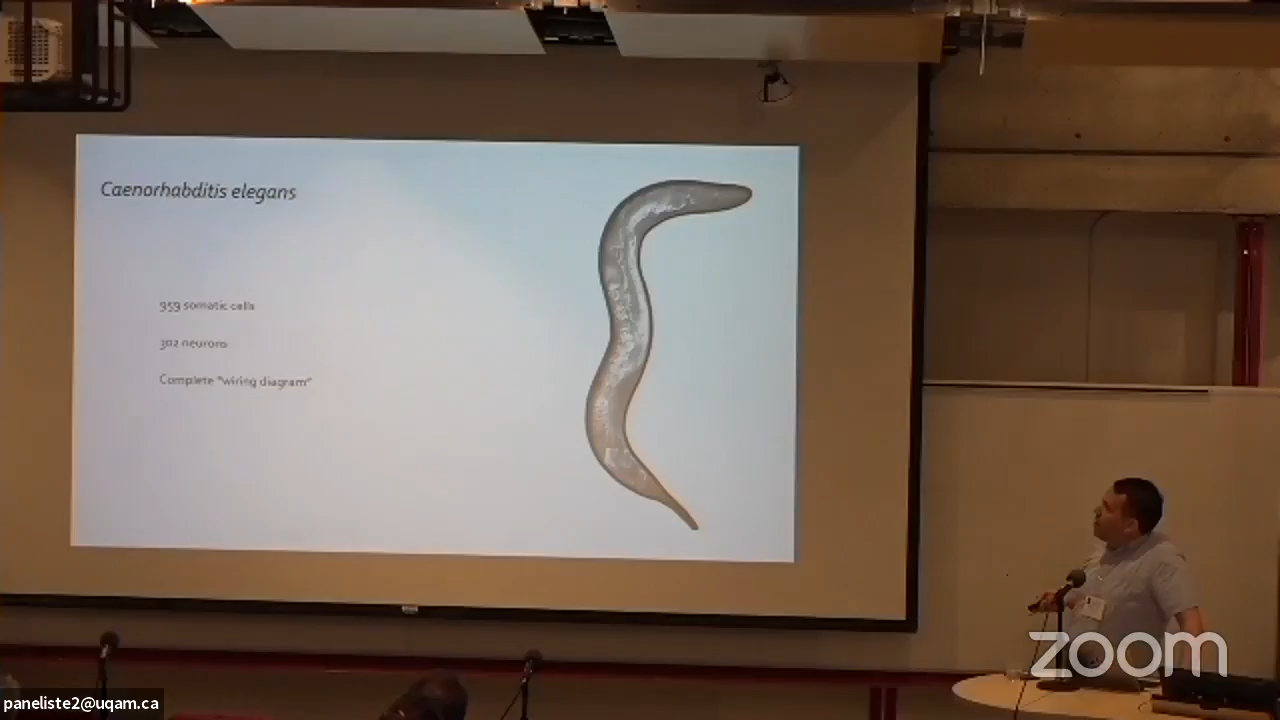 Caenorhabditis elegans
959 somatic cells
302 neurons
Complete "wiring diagram"
zoom
paneliste2@uqam.ca